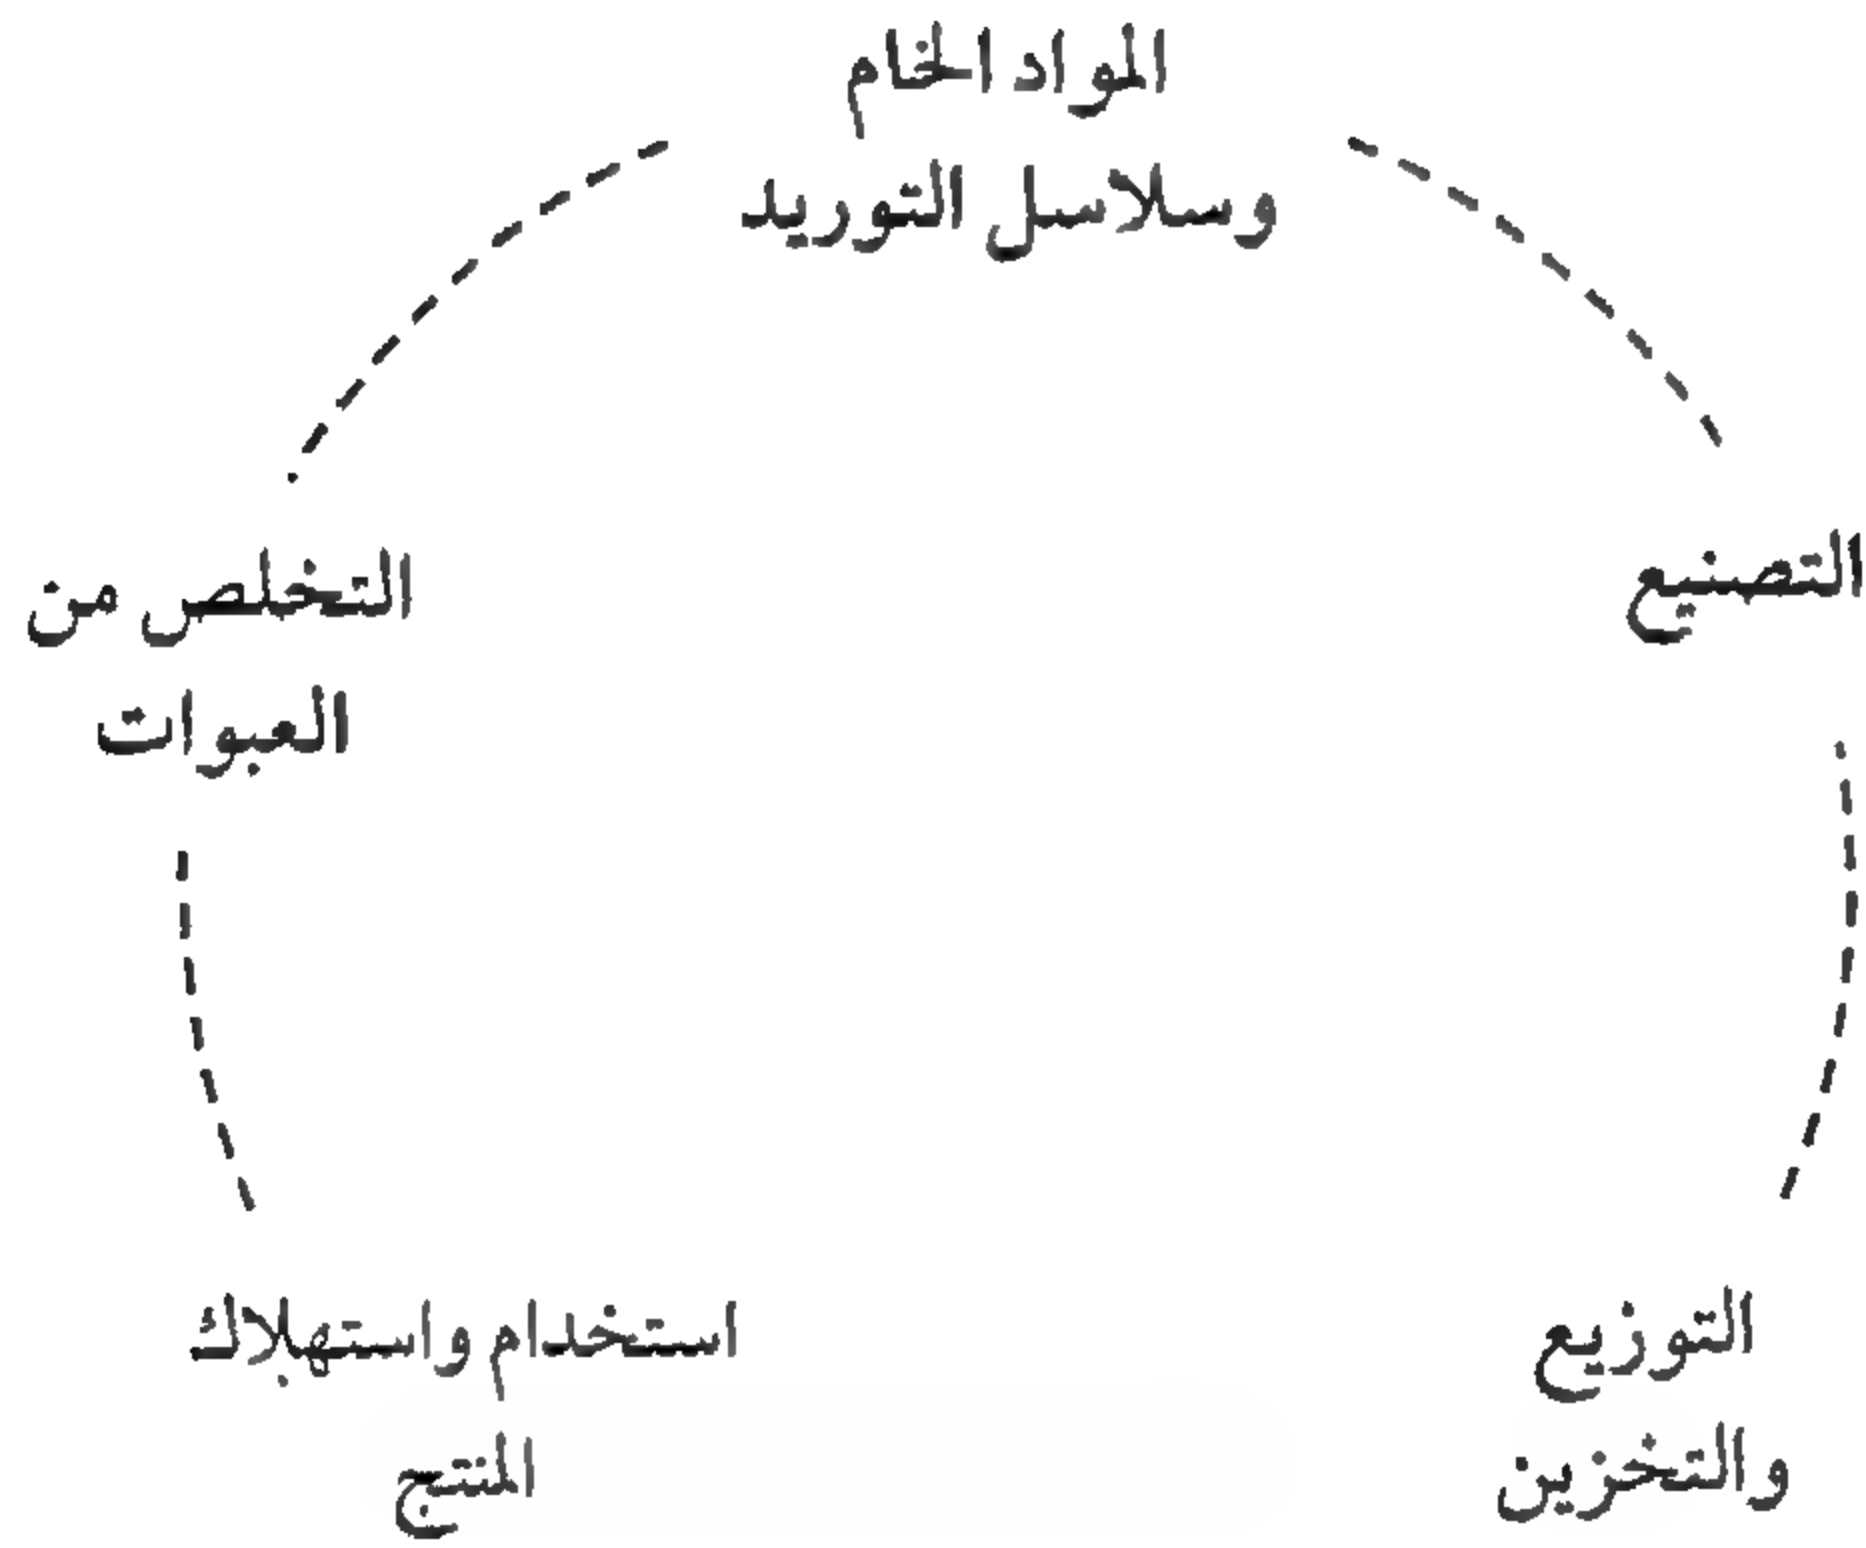 المواد الخام
وسلاسل التوريد
التصنيع
التوزيع
والتخزين
استخدام واستهلاك
المنتج
التخلص من
العبوات